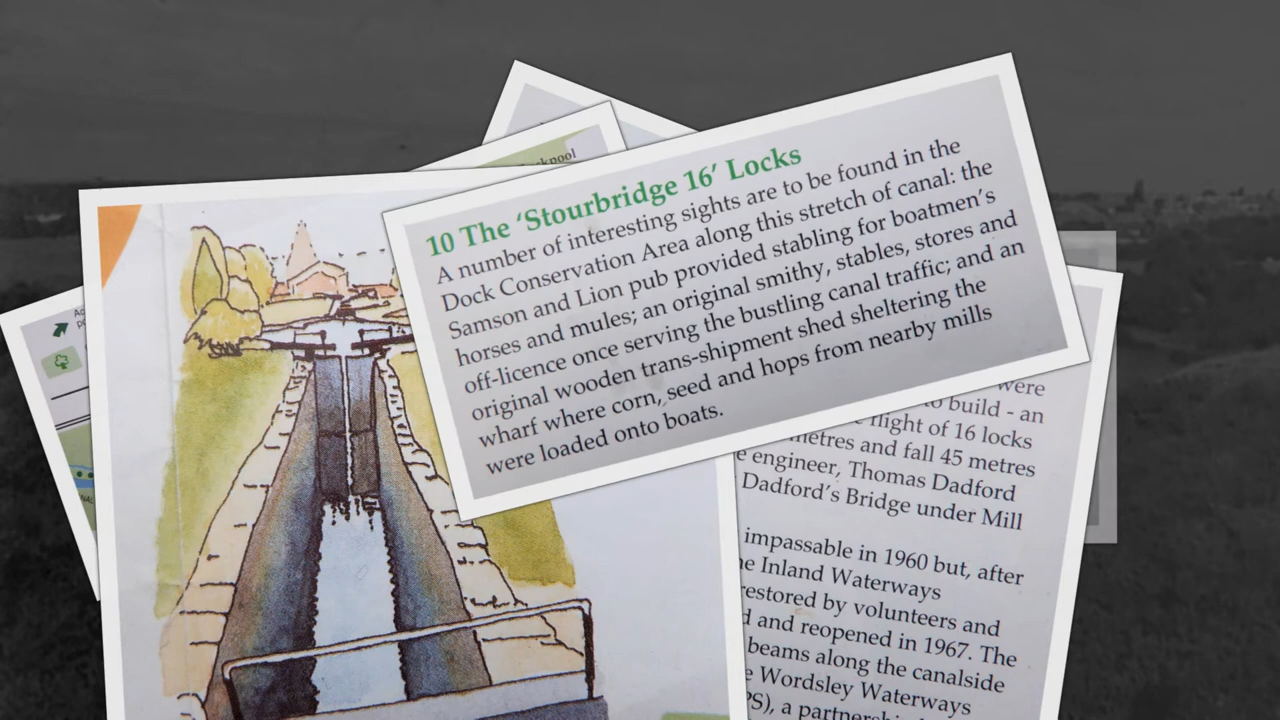 10 The ‘Stourbridge 16’ Locks
A number of interesting sights are to be found in the
Dock Conservation Area along this stretch of canal: the
Samson and Lion pub provided stabling for boatmen’s
horses and mules; an original smithy, stables, stores and
off-licence once serving the bustling canal traffic; and an
original wooden trans-shipment shed sheltering the
wharf where corn, seed and hops from nearby mills
were loaded onto boats.
were
to build - an
flight of 16 locks
metres and fall 45 metres
engineer, Thomas Dadford
Dadford’s Bridge under Mill
impassable in 1960 but, after
Inland Waterways
restored by volunteers and
and reopened in 1967. The
beams along the canalside
Wordsley Waterways